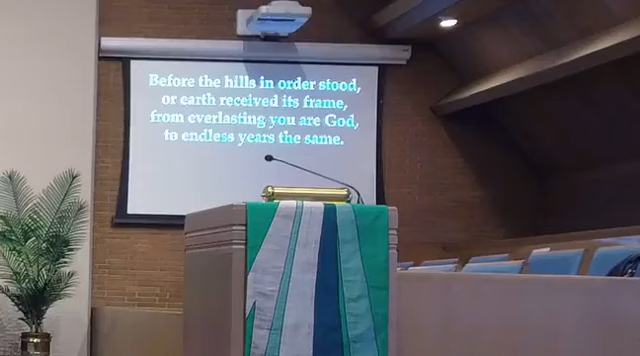 Before the hills in order stood,
or earth received its frame,
from everlasting you are God,
to endless years the same.